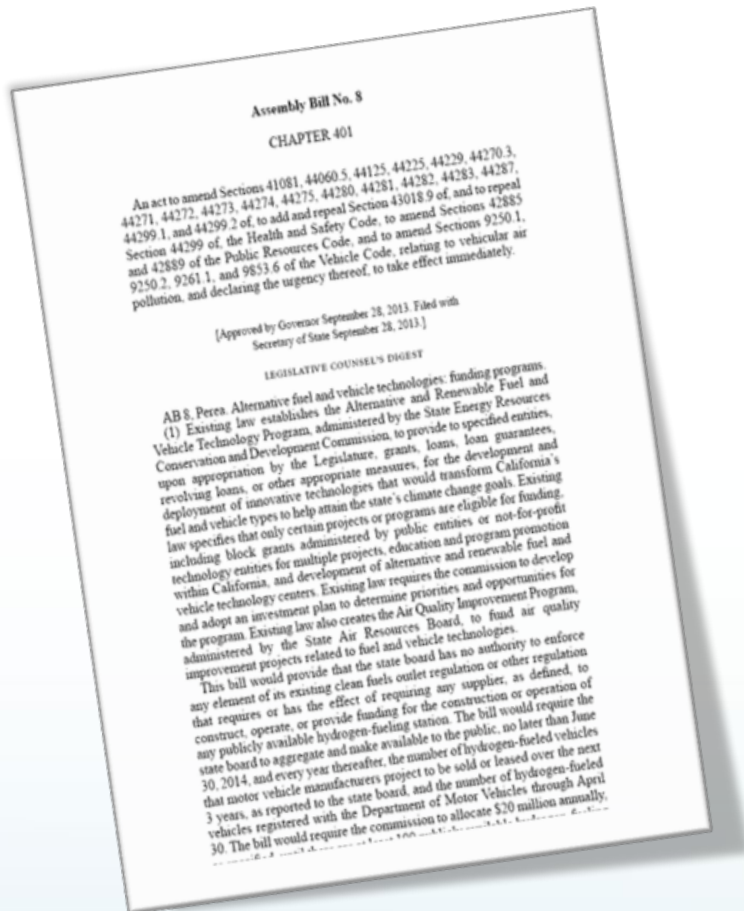 Assembly Bill No. 8
CHAPTER 401
An act to amend Sections 41081, 44060.5, 44125, 44225, 44229, 44270.3,
44271, 44272, 44273, 44274, 44275, 44280, 44281, 44282, 44283, 44287,
44299.1, and 44299.2 of, to add and repeal Section 43018.9 of, and to repeal
Section 44299 of, the Health and Safety Code, to amend Sections 42885
and 42889 of the Public Resources Code, and to amend Sections 9250.1,
9250.2, 9261.1, and 9853.6 of the Vehicle Code, relating to vehicular air
pollution, and declaring the urgency thereof, to take effect immediately.
[Approved by Governor September 28, 2013. Filed with
Secretary of State September 28, 2013.]
LEGISLATIVE COUNSEL'S DIGEST
AB 8, Perea. Alternative fuel and vehicle technologies: funding programs.
(1) Existing law establishes the Alternative and Renewable Fuel and
Vehicle Technology Program, administered by the State Energy Resources
Conservation and Development Commission, to provide to specified entities,
upon appropriation by the Legislature, grants, loans, loan guarantees,
revolving loans, or other appropriate measures, for the development and
deployment of innovative technologies that would transform California's
fuel and vehicle types to help attain the state's climate change goals. Existing
law specifies that only certain projects or programs are eligible for funding,
including block grants administered by public entities or not-for-profit
technology entities for multiple projects, education and program promotion
within California, and development of alternative and renewable fuel and
vehicle technology centers. Existing law requires the commission to develop
and adopt an investment plan to determine priorities and opportunities for
the program. Existing law also creates the Air Quality Improvement Program,
administered by the State Air Resources Board, to fund air quality
improvement projects related to fuel and vehicle technologies.
This bill would provide that the state board has no authority to enforce
any element of its existing clean fuels outlet regulation or other regulation
that requires or has the effect of requiring any supplier, as defined, to
construct, operate, or provide funding for the construction or operation of
any publicly available hydrogen-fueling station. The bill would require the
state board to aggregate and make available to the public, no later than June
30, 2014, and every year thereafter, the number of hydrogen-fueled vehicles
that motor vehicle manufacturers project to be sold or leased over the next
3 years, as reported to the state board, and the number of hydrogen-fueled
vehicles registered with the Department of Motor Vehicles through April
30. The bill would require the commission to allocate $20 million annually,